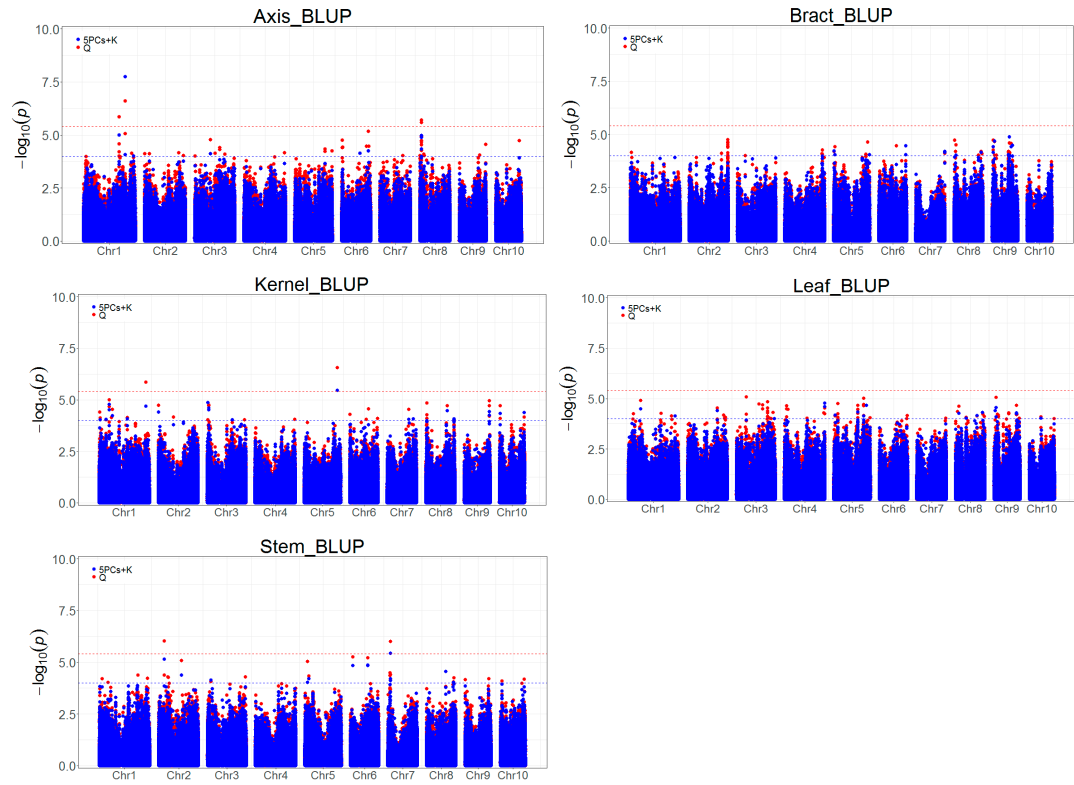 Axis_BLUP
10.0
7.5
5.0
2.5
0.0
−log10(p)
5PCs+K
Q
Chr1 Chr2 Chr3 Chr4 Chr5 Chr6 Chr7 Chr8 Chr9 Chr10
Bract_BLUP
10.0
7.5
5.0
2.5
0.0
−log10(p)
5PCs+K
Q
Chr1 Chr2 Chr3 Chr4 Chr5 Chr6 Chr7 Chr8 Chr9 Chr10
Kernel_BLUP
10.0
7.5
5.0
2.5
0.0
−log10(p)
5PCs+K
Q
Chr1 Chr2 Chr3 Chr4 Chr5 Chr6 Chr7 Chr8 Chr9 Chr10
Leaf_BLUP
10.0
7.5
5.0
2.5
0.0
−log10(p)
5PCs+K
Q
Chr1 Chr2 Chr3 Chr4 Chr5 Chr6 Chr7 Chr8 Chr9 Chr10
Stem_BLUP
10.0
7.5
5.0
2.5
0.0
−log10(p)
5PCs+K
Q
Chr1 Chr2 Chr3 Chr4 Chr5 Chr6 Chr7 Chr8 Chr9 Chr10